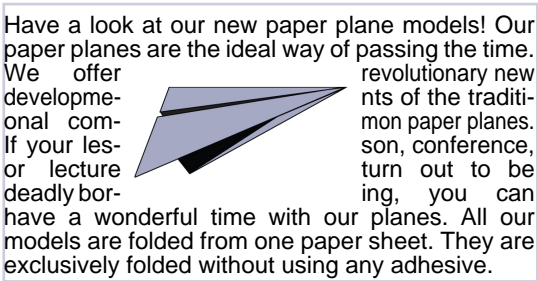 Have a look at our new paper plane models! Our
paper planes are the ideal way of passing the time.
We offer revolutionary new
developme- nts of the traditi-
onal com- mon paper planes.
If your les- son, conference,
or lecture turn out to be
deadly bor- ing, you can
have a wonderful time with our planes. All our
models are folded from one paper sheet. They are
exclusively folded without using any adhesive.